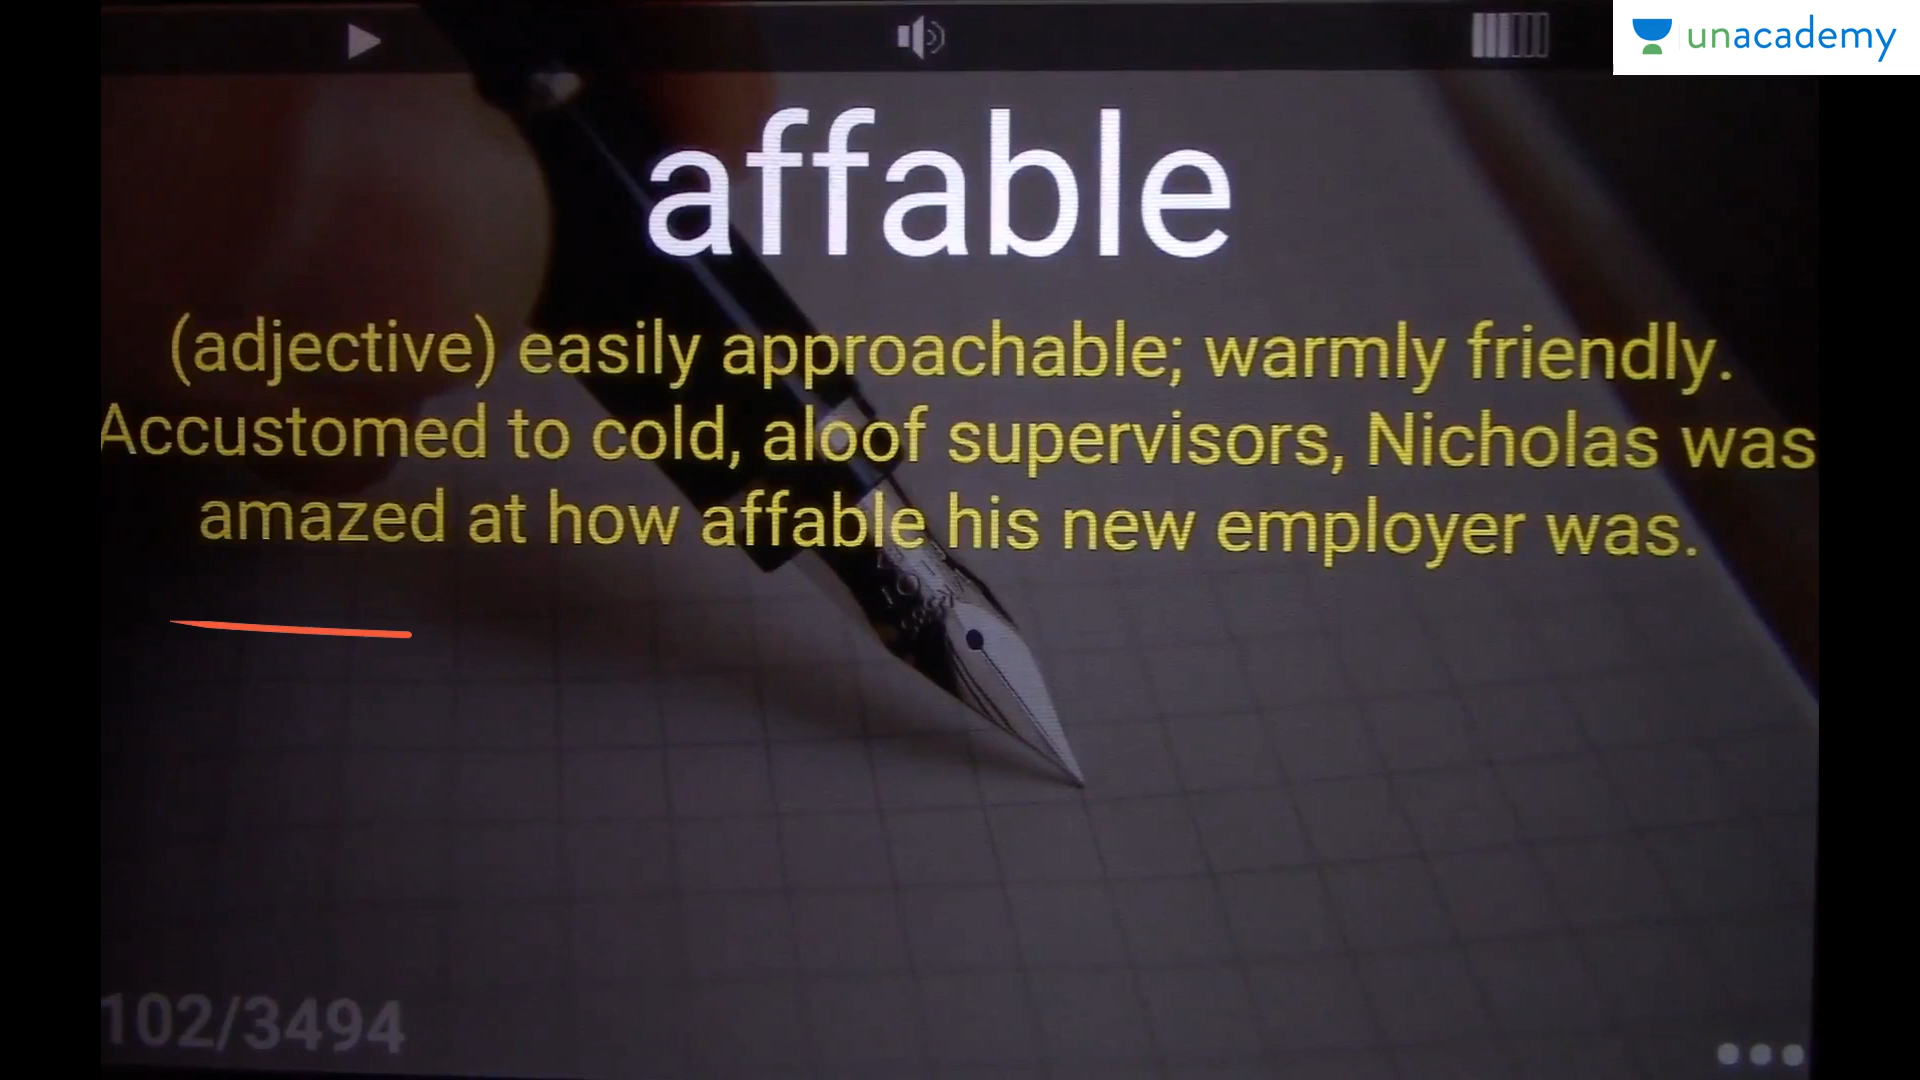 unacademy
affable
(adjective) easily approachable; warmly friendly.
Accustomed to cold, aloof supervisors, Nicholas was
amazed at how affable his new employer was.
102/3494